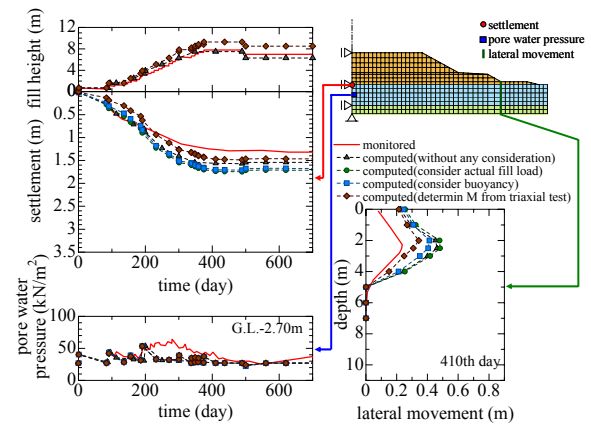 fill height (m)
12
8
4
0
settlement (m)
0.5
1
1.5
2
2.5
3
3.5
0 200 400 600
time (day)
pore water
pressure (kN/m²)
100
50
0
G.L.-2.70m
0 200 400 600
time (day)
settlement
pore water pressure
lateral movement
monitored
computed(without any consideration)
computed(consider actual fill load)
computed(consider buoyancy)
computed(determin M from triaxial test)
depth (m)
0
2
4
6
8
10
410th day
0 0.2 0.4 0.6 0.8
lateral movement (m)